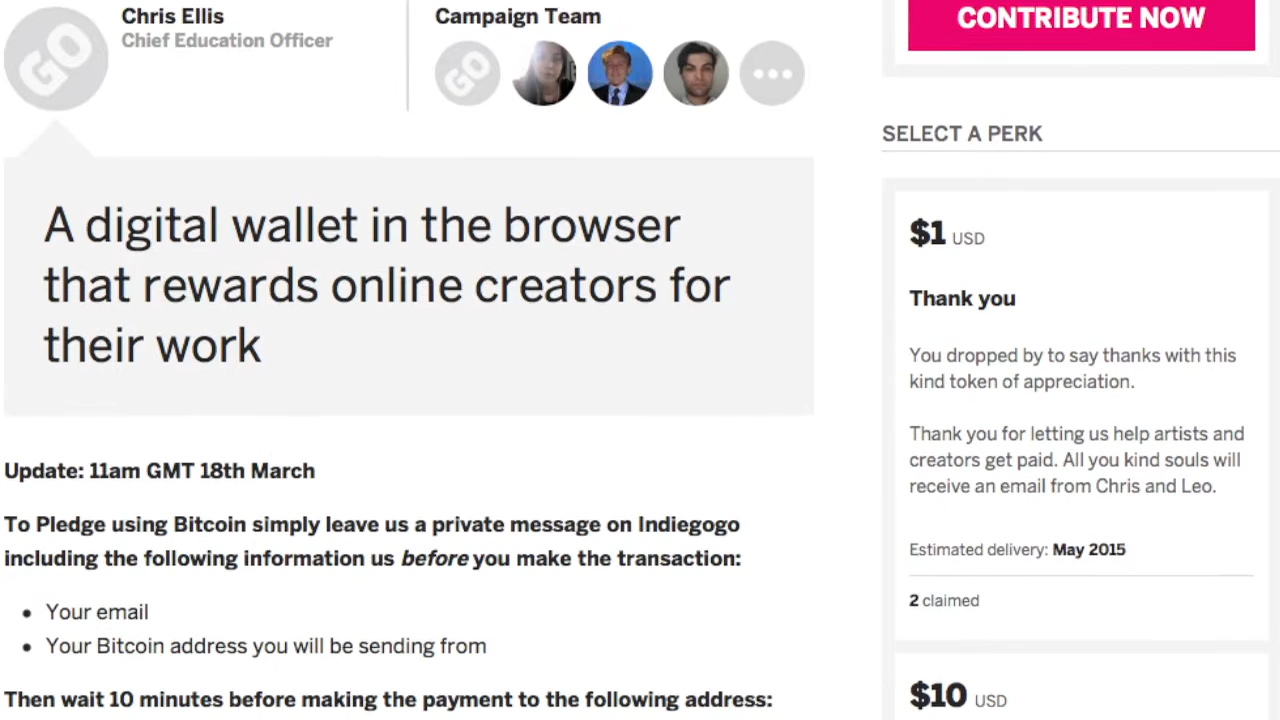 GO
Chris Ellis
Chief Education Officer
Campaign Team
GO
A digital wallet in the browser
that rewards online creators for
their work
Update: 11am GMT 18th March
To Pledge using Bitcoin simply leave us a private message on Indiegogo
including the following information us before you make the transaction:
• Your email
• Your Bitcoin address you will be sending from
Then wait 10 minutes before making the payment to the following address:
CONTRIBUTE NOW
SELECT A PERK
$1 USD
Thank you
You dropped by to say thanks with this
kind token of appreciation.
Thank you for letting us help artists and
creators get paid. All you kind souls will
receive an email from Chris and Leo.
Estimated delivery: May 2015
2 claimed
$10 USD